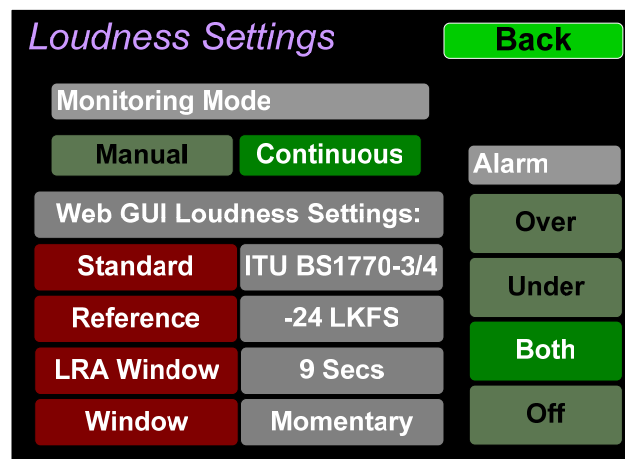 Loudness Settings
Back
Monitoring Mode
Manual
Continuous
Alarm
Web GUI Loudness Settings:
Over
Standard
ITU BS1770-3/4
Under
Reference
-24 LKFS
Both
LRA Window
9 Secs
Window
Momentary
Off